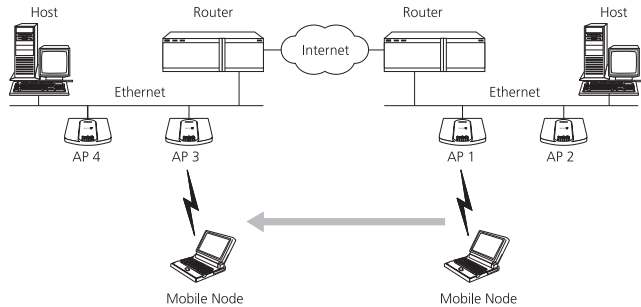 Host
Router
Router
Host
Internet
Ethernet
Ethernet
AP 4
AP 3
AP 1
AP 2
Mobile Node
Mobile Node